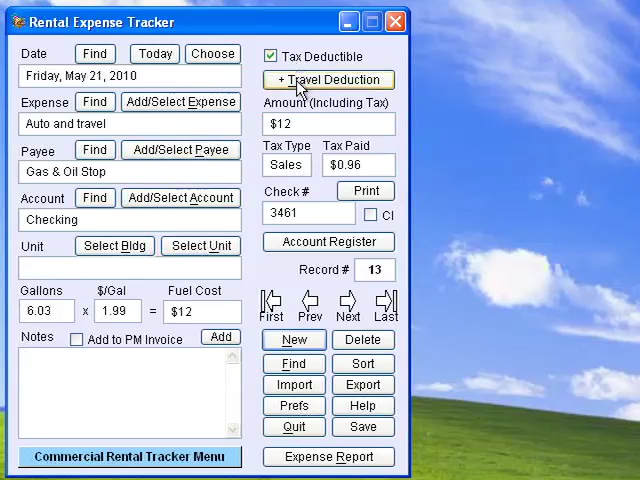 Rental Expense Tracker
Date Find Today Choose
Friday, May 21, 2010
Expense Find Add/Select Expense
Auto and travel
Payee Find Add/Select Payee
Gas & Oil Stop
Account Find Add/Select Account
Checking
Unit Select Bldg Select Unit
Gallons $/Gal Fuel Cost
6.03 x 1.99 = $12
Notes Add to PM Invoice Add
Commercial Rental Tracker Menu
Tax Deductible
+ Travel Deduction
Amount (Including Tax)
$12
Tax Type Tax Paid
Sales $0.96
Check # Print
3461 Cl
Account Register
Record # 13
First Prev Next Last
New Delete
Find Sort
Import Export
Prefs Help
Quit Save
Expense Report